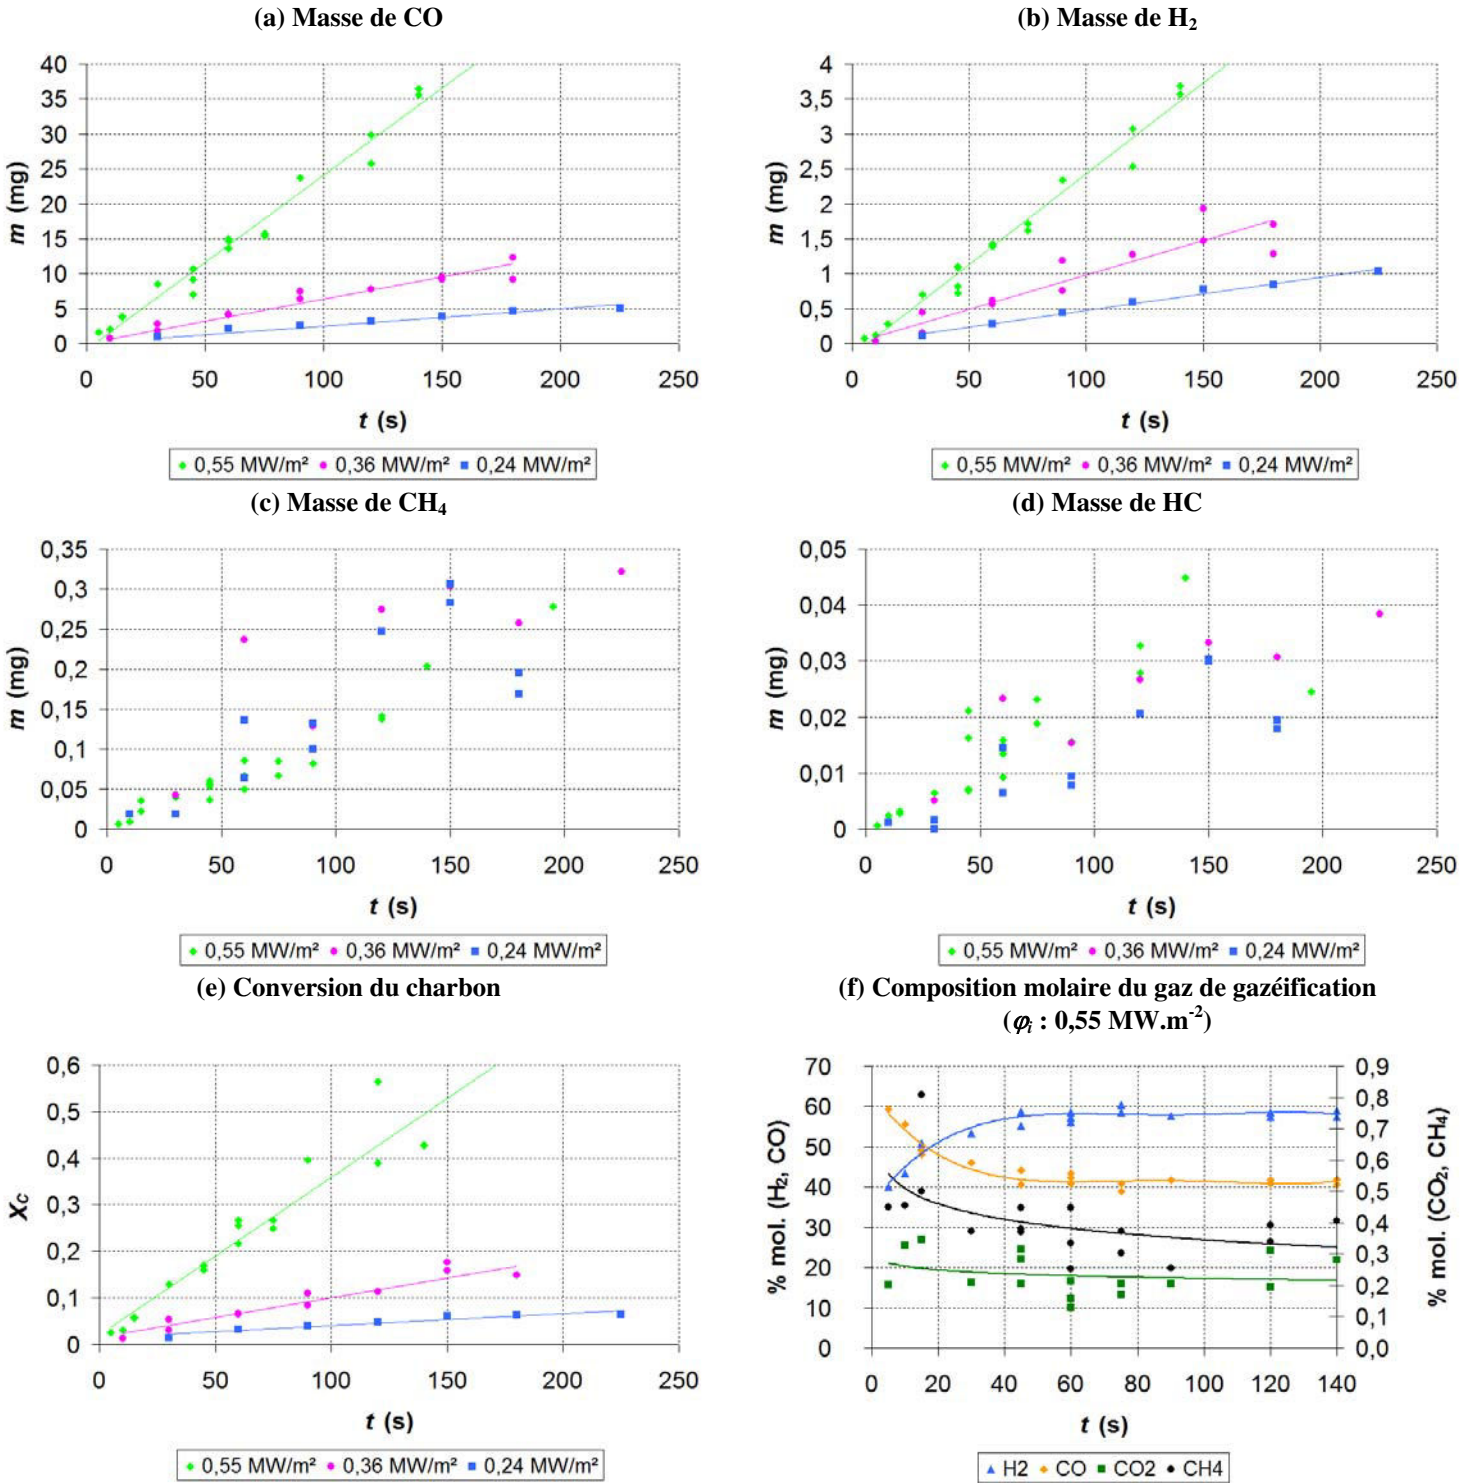 (a) Masse de CO
40
35
30
25
20
15
10
5
0
m (mg)
0 50 100 150 200 250
t (s)
0,55 MW/m² 0,36 MW/m² 0,24 MW/m²
(b) Masse de H₂
4
3,5
3
2,5
2
1,5
1
0,5
0
m (mg)
0 50 100 150 200 250
t (s)
0,55 MW/m² 0,36 MW/m² 0,24 MW/m²
(c) Masse de CH₄
0,35
0,3
0,25
0,2
0,15
0,1
0,05
0
m (mg)
0 50 100 150 200 250
t (s)
0,55 MW/m² 0,36 MW/m² 0,24 MW/m²
(d) Masse de HC
0,05
0,04
0,03
0,02
0,01
0
m (mg)
0 50 100 150 200 250
t (s)
0,55 MW/m² 0,36 MW/m² 0,24 MW/m²
(e) Conversion du charbon
0,6
0,5
0,4
0,3
0,2
0,1
0
X_C
0 50 100 150 200 250
t (s)
0,55 MW/m² 0,36 MW/m² 0,24 MW/m²
(f) Composition molaire du gaz de gazéification
(φᵢ : 0,55 MW.m⁻²)
70
60
50
40
30
20
10
0
% mol. (H₂, CO)
0,9
0,8
0,7
0,6
0,5
0,4
0,3
0,2
0,1
0,0
% mol. (CO₂, CH₄)
0 20 40 60 80 100 120 140
t (s)
H2 CO CO2 CH4